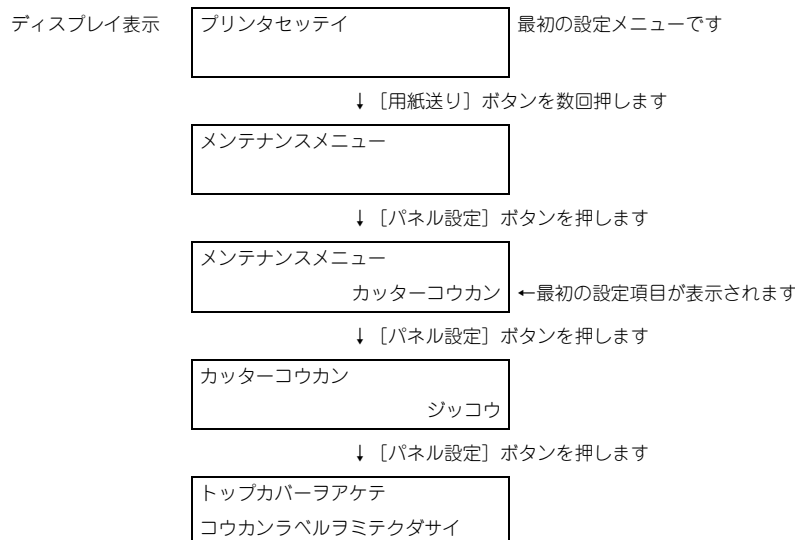 ディスプレイ表示 プリンタセッテイ 最初の設定メニューです
↓［用紙送り］ボタンを数回押します
メンテナンスメニュー
↓［パネル設定］ボタンを押します
メンテナンスメニュー
カッターコウカン ←最初の設定項目が表示されます
↓［パネル設定］ボタンを押します
カッターコウカン
ジッコウ
↓［パネル設定］ボタンを押します
トップカバーヲアケテ
コウカンラベルヲミテクダサイ